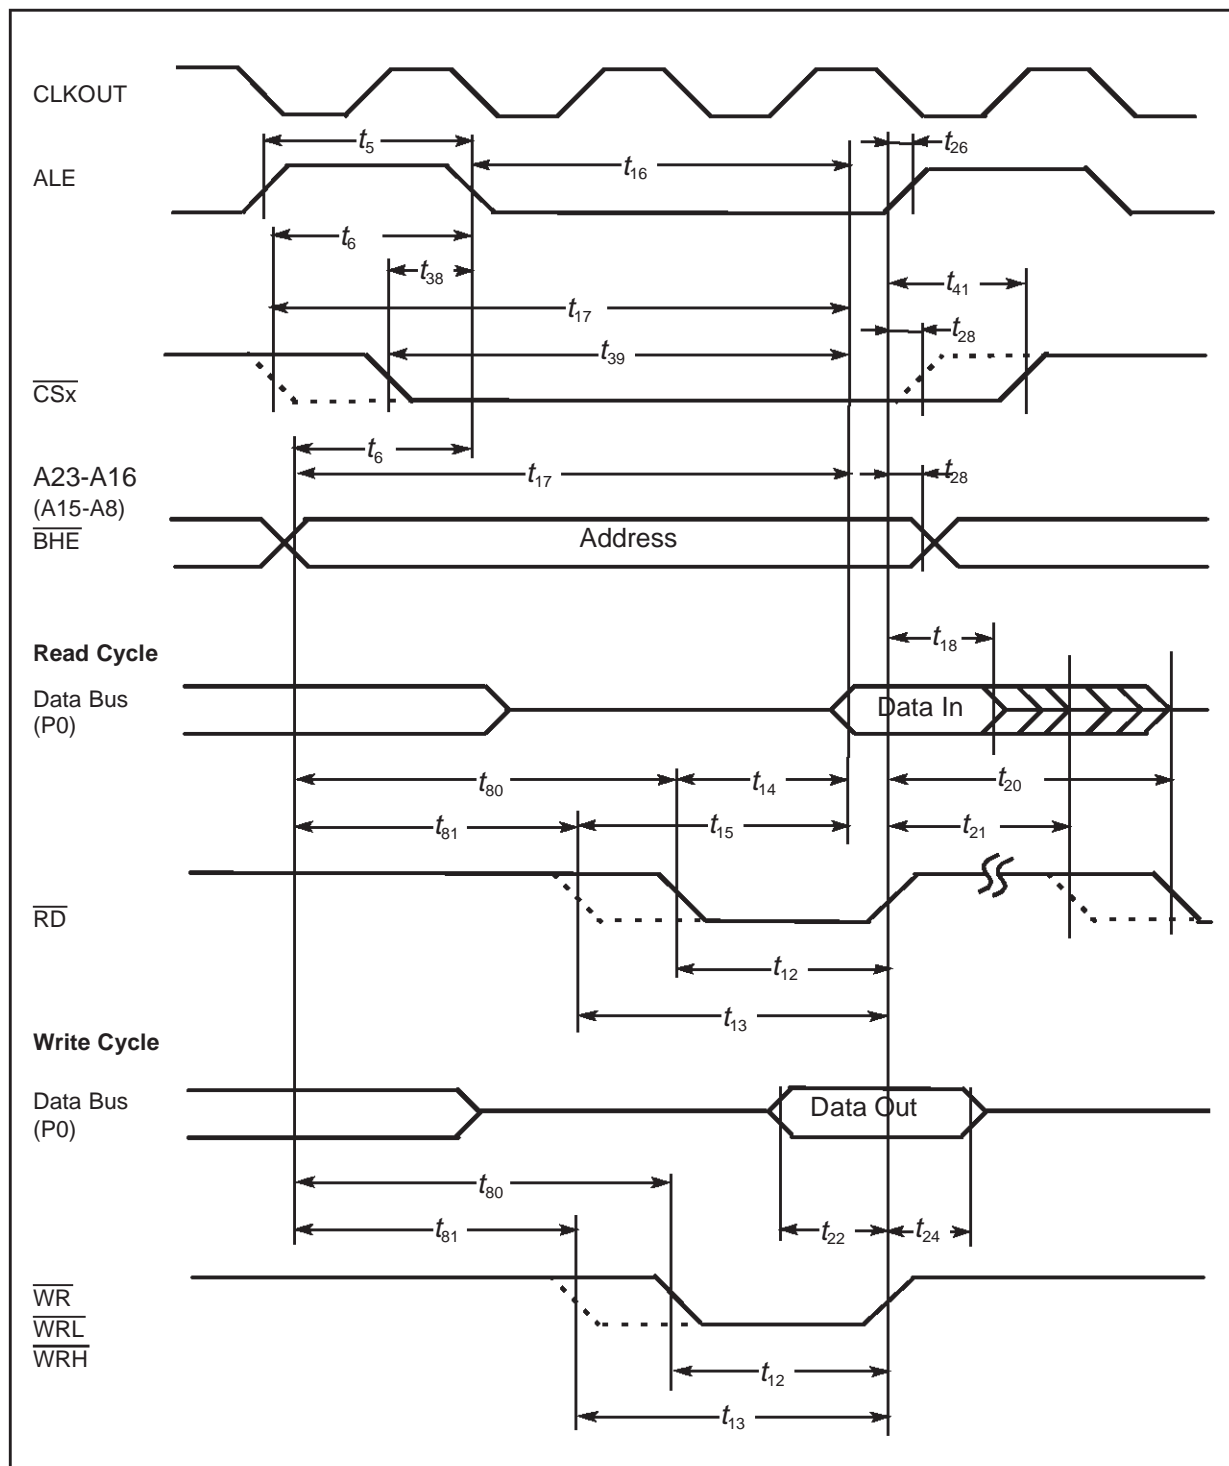 CLKOUT
t5
t26
ALE
t16
t6
t38
t41
t17
t28
t39
CSx
t6
A23-A16
t17
t28
(A15-A8)
BHE
Address
t18
Read Cycle
Data Bus
(P0)
Data In
t80
t14
t20
t81
t15
t21
RD
t12
t13
Write Cycle
Data Bus
(P0)
Data Out
t80
t81
t22
t24
WR
WRL
WRH
t12
t13